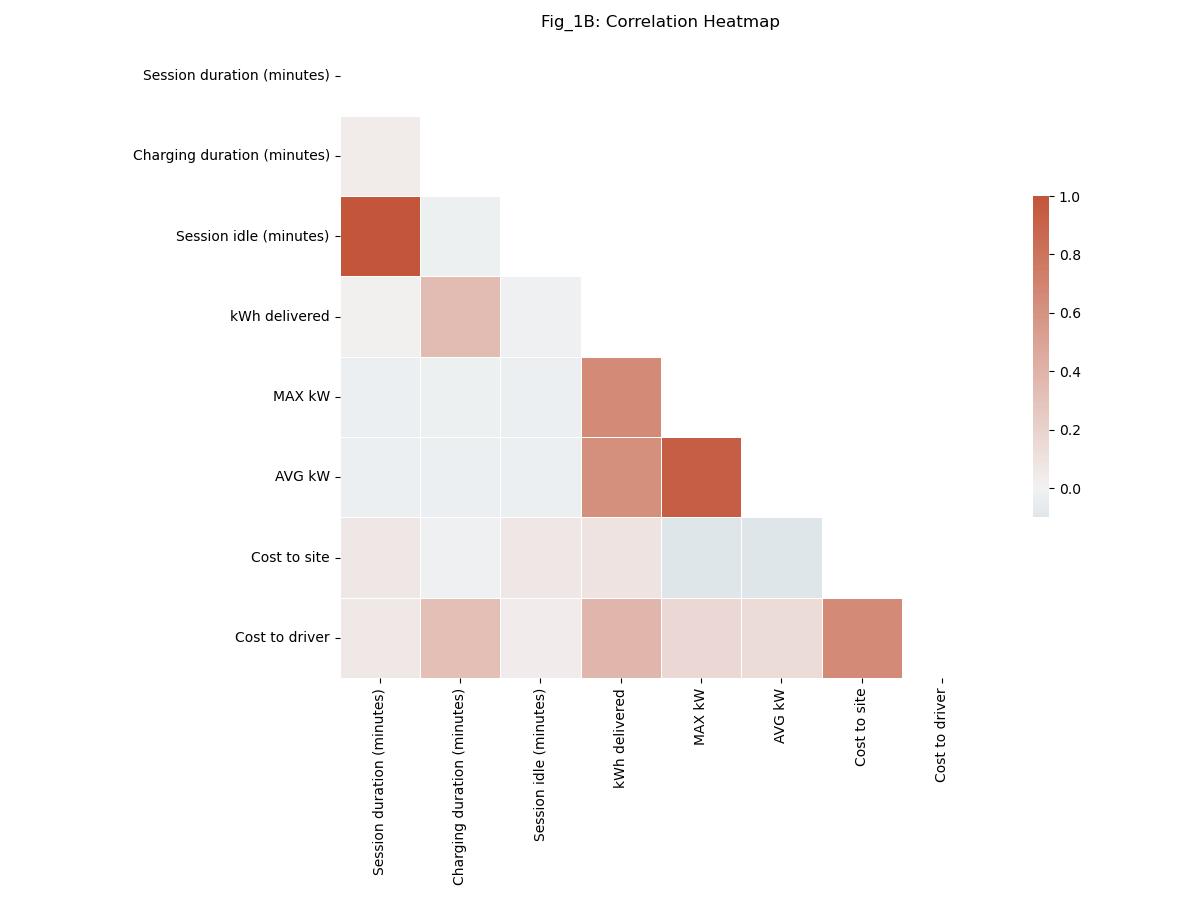 Fig_1B: Correlation Heatmap
Session duration (minutes)
Charging duration (minutes)
Session idle (minutes)
kWh delivered
MAX kW
AVG kW
Cost to site
Cost to driver
1.0
0.8
0.6
0.4
0.2
0.0
Session duration (minutes)
Charging duration (minutes)
Session idle (minutes)
kWh delivered
MAX kW
AVG kW
Cost to site
Cost to driver